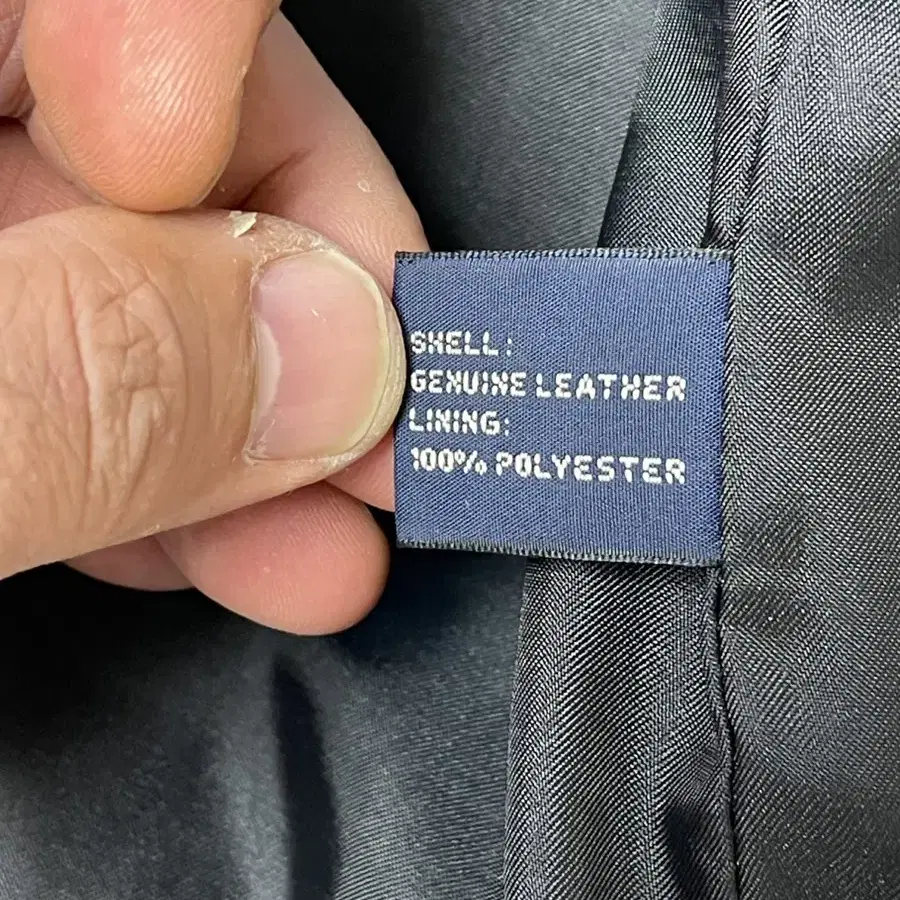 SHELL:
GENUINE LEATHER
LINING:
100% POLYESTER